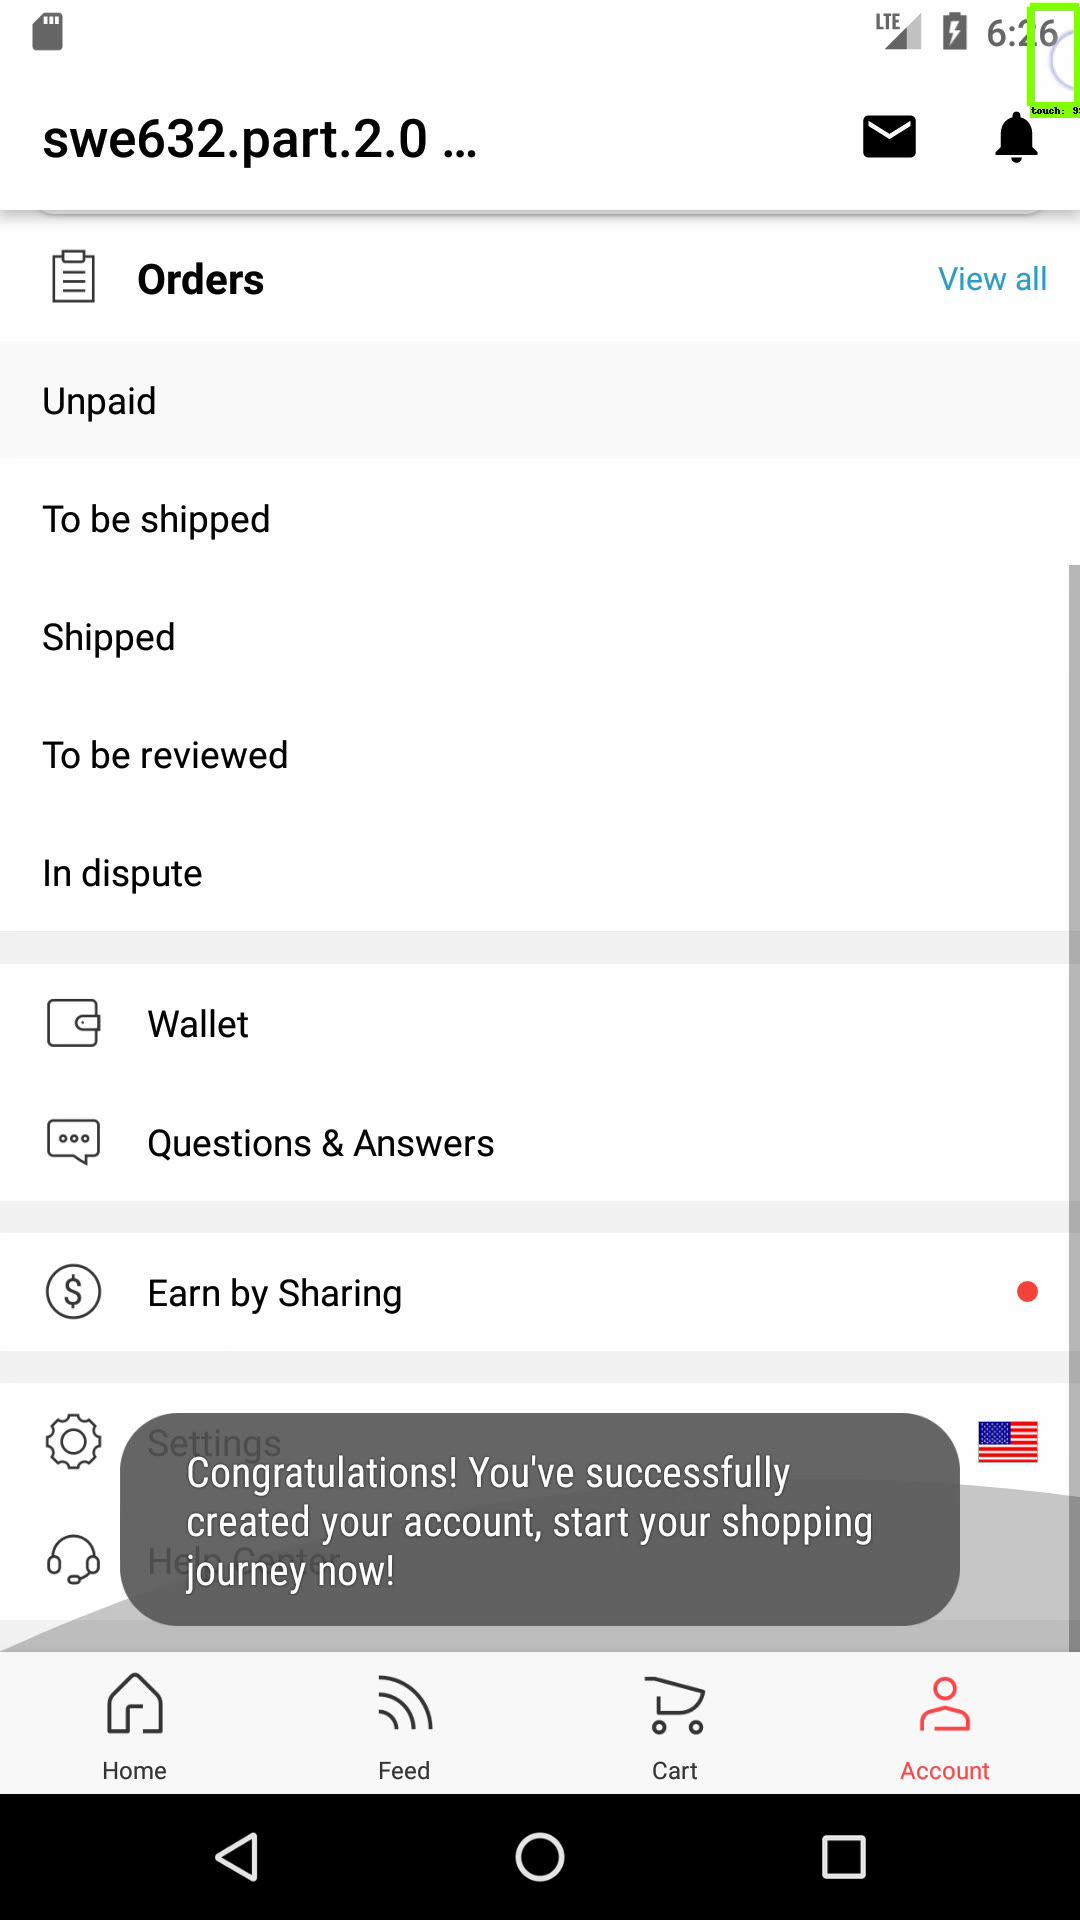 LTE 6:26
touch: 9
swe632.part.2.0 ...
Orders
View all
Unpaid
To be shipped
Shipped
To be reviewed
In dispute
Wallet
Questions & Answers
Earn by Sharing
Settings
Help Center
Congratulations! You've successfully
created your account, start your shopping
journey now!
Home
Feed
Cart
Account